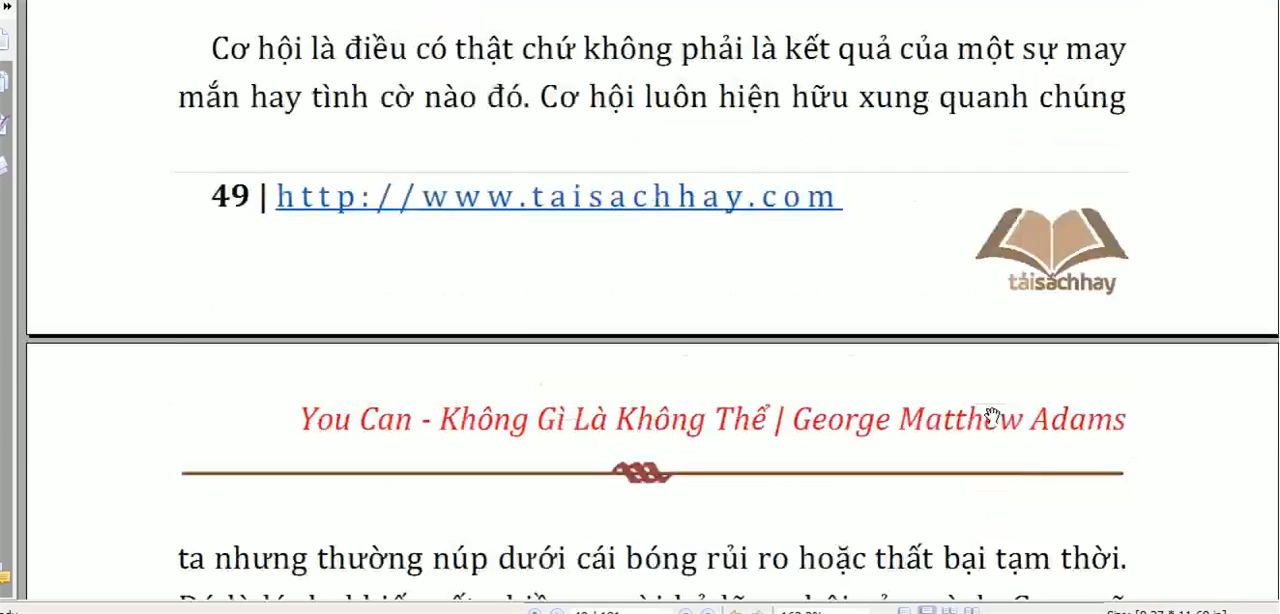 Cơ hội là điều có thật chứ không phải là kết quả của một sự may
mắn hay tình cờ nào đó. Cơ hội luôn hiện hữu xung quanh chúng
49 | http://www.taisachhay.com
táisáchhay
You Can - Không Gì Là Không Thể | George Matthew Adams
ta nhưng thường núp dưới cái bóng rủi ro hoặc thất bại tạm thời.